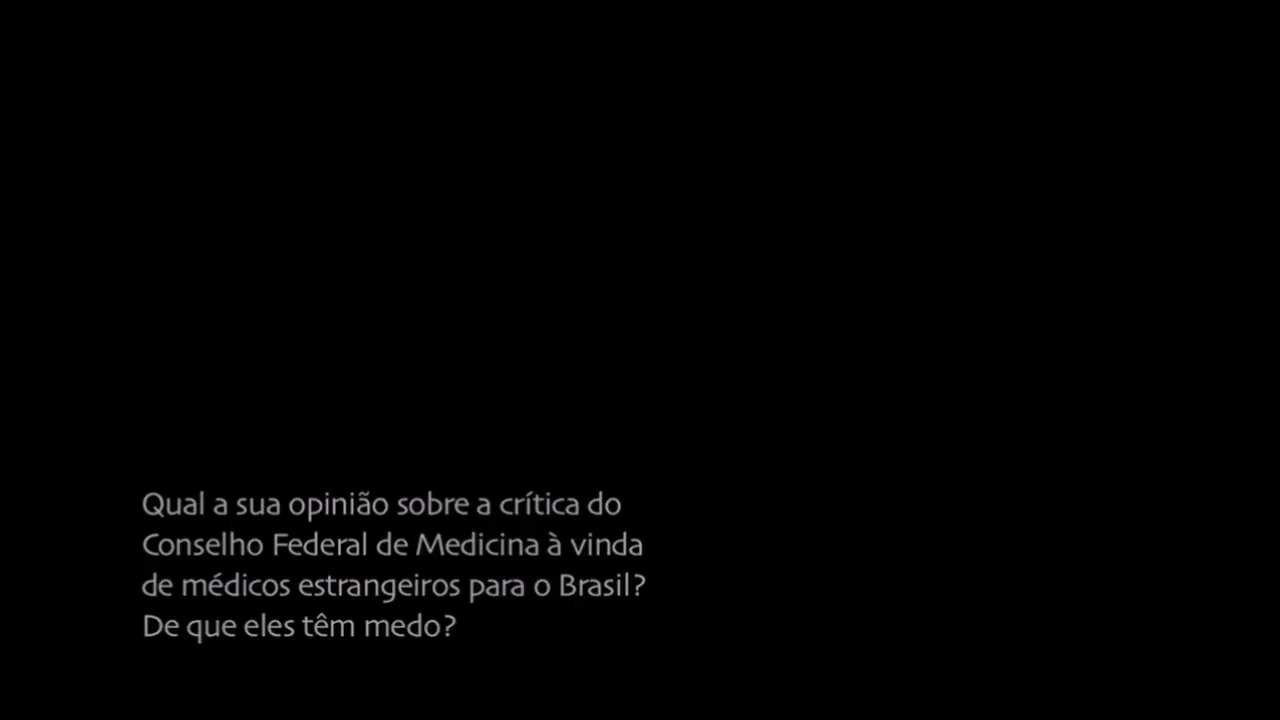 Qual a sua opinião sobre a crítica do
Conselho Federal de Medicina à vinda
de médicos estrangeiros para o Brasil?
De que eles têm medo?